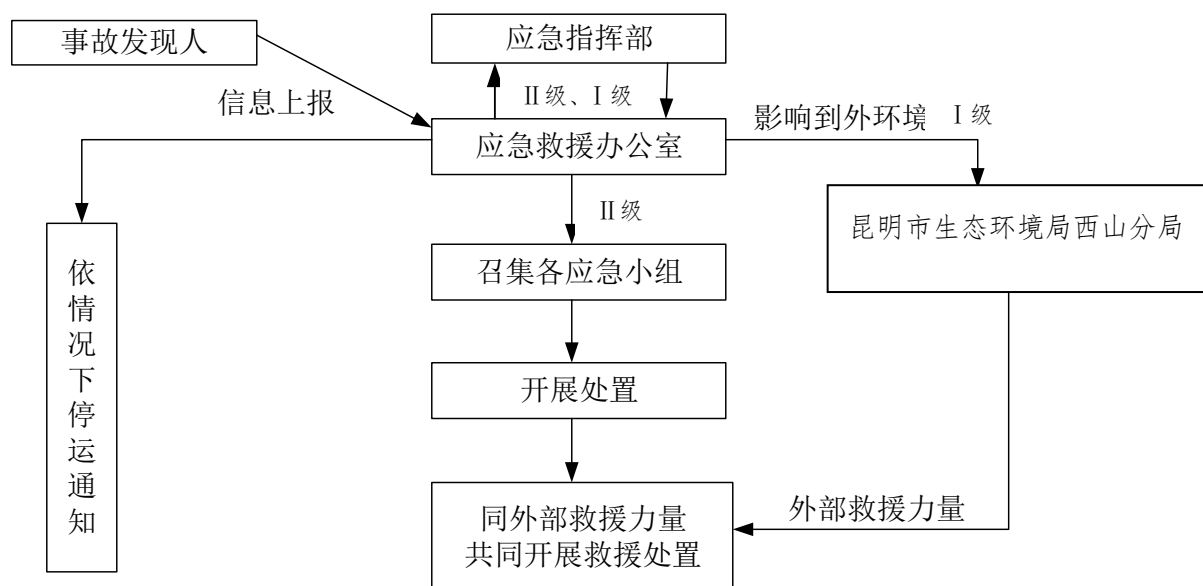 事故发现人
应急指挥部
信息上报
Ⅱ级、Ⅰ级
影响到外环境 Ⅰ级
应急救援办公室
Ⅱ级
昆明市生态环境局西山分局
召集各应急小组
依情况下停运通知
开展处置
同外部救援力量
共同开展救援处置
外部救援力量